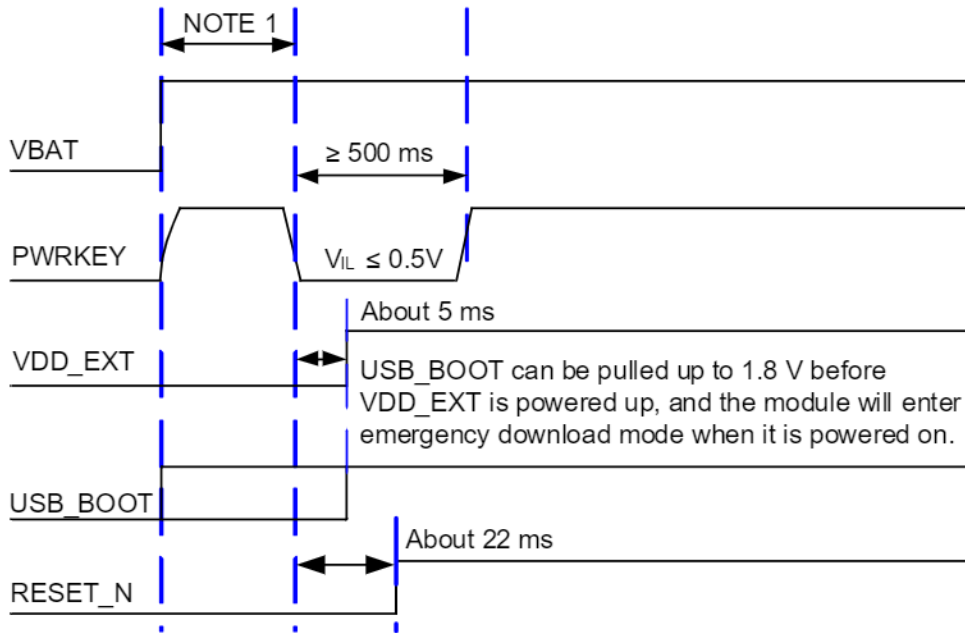 NOTE 1
VBAT
≥ 500 ms
PWRKEY
VIL ≤ 0.5V
About 5 ms
VDD_EXT
USB_BOOT can be pulled up to 1.8 V before
VDD_EXT is powered up, and the module will enter
emergency download mode when it is powered on.
USB_BOOT
About 22 ms
RESET_N